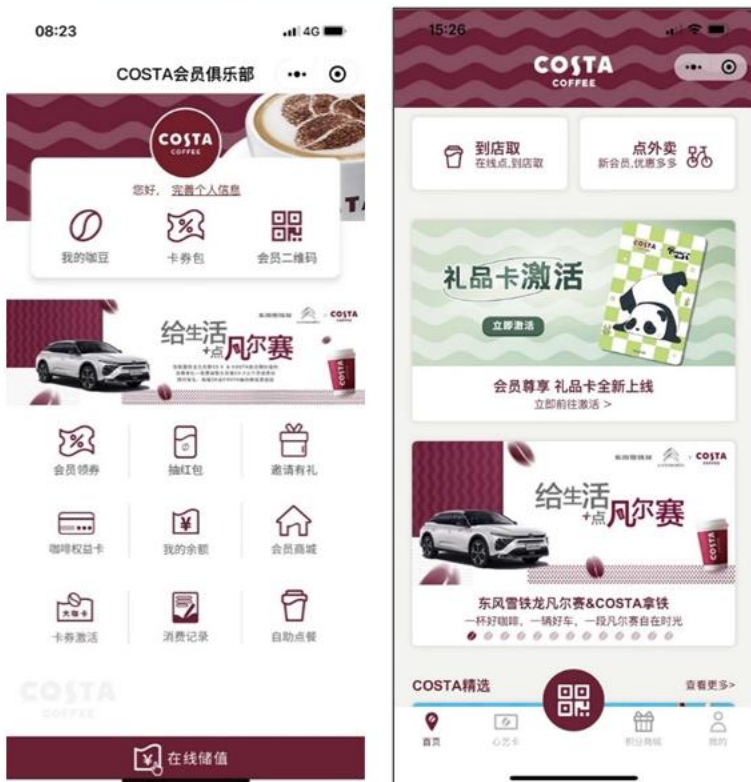 08:23
4G
COSTA会员俱乐部
COSTA
COFFEE
您好， 完善个人信息
我的咖豆
卡券包
会员二维码
COSTA
给生活
+点凡尔赛
COSTA
会员领券
抽红包
邀请有礼
咖啡权益卡
我的余额
会员商城
大咖卡
卡券激活
消费记录
自助点餐
COSTA
COFFEE
在线储值
15:26
COSTA
COFFEE
到店取
在线点,到店取
点外卖
新会员,优惠多多
COSTA
礼品卡激活
立即激活
会员尊享 礼品卡全新上线
立即前往激活 >
东风雪铁龙
COSTA
COFFEE
给生活
+点凡尔赛
COSTA
东风雪铁龙凡尔赛&COSTA拿铁
一杯好咖啡，一辆好车，一段凡尔赛自在时光
COSTA精选
查看更多>
首页
心艺卡
积分商城
我的